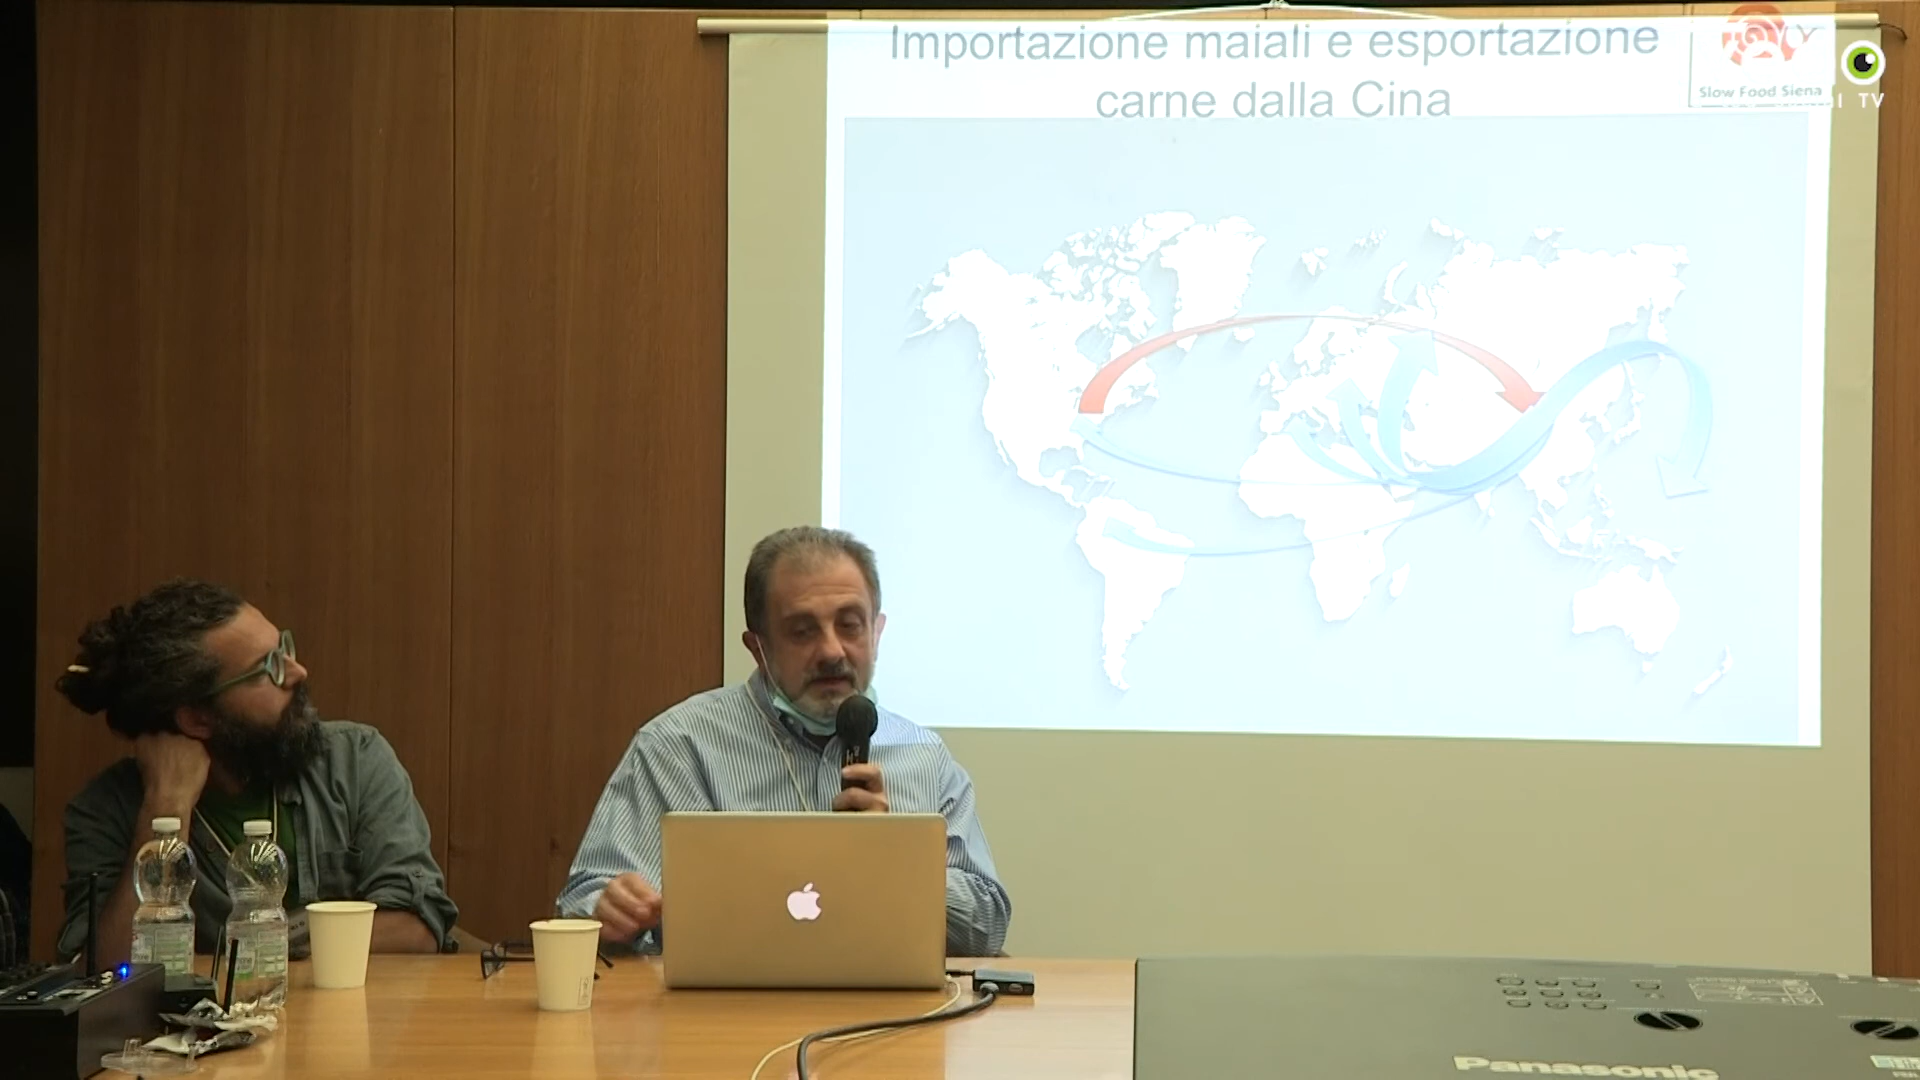 Importazione maiali e esportazione
carne dalla Cina
Slow Food Siena
TV
Panasonic